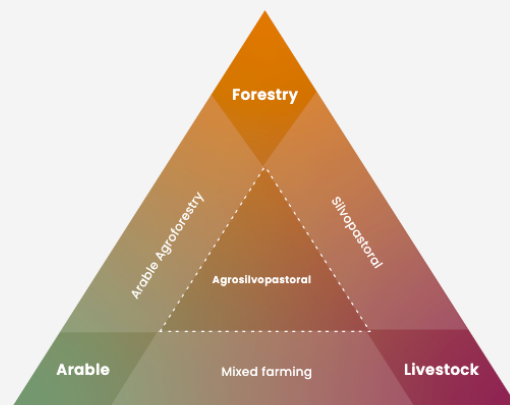 Forestry
Arable Agroforestry
Silvopastoral
Agrosilvopastoral
Arable
Mixed farming
Livestock